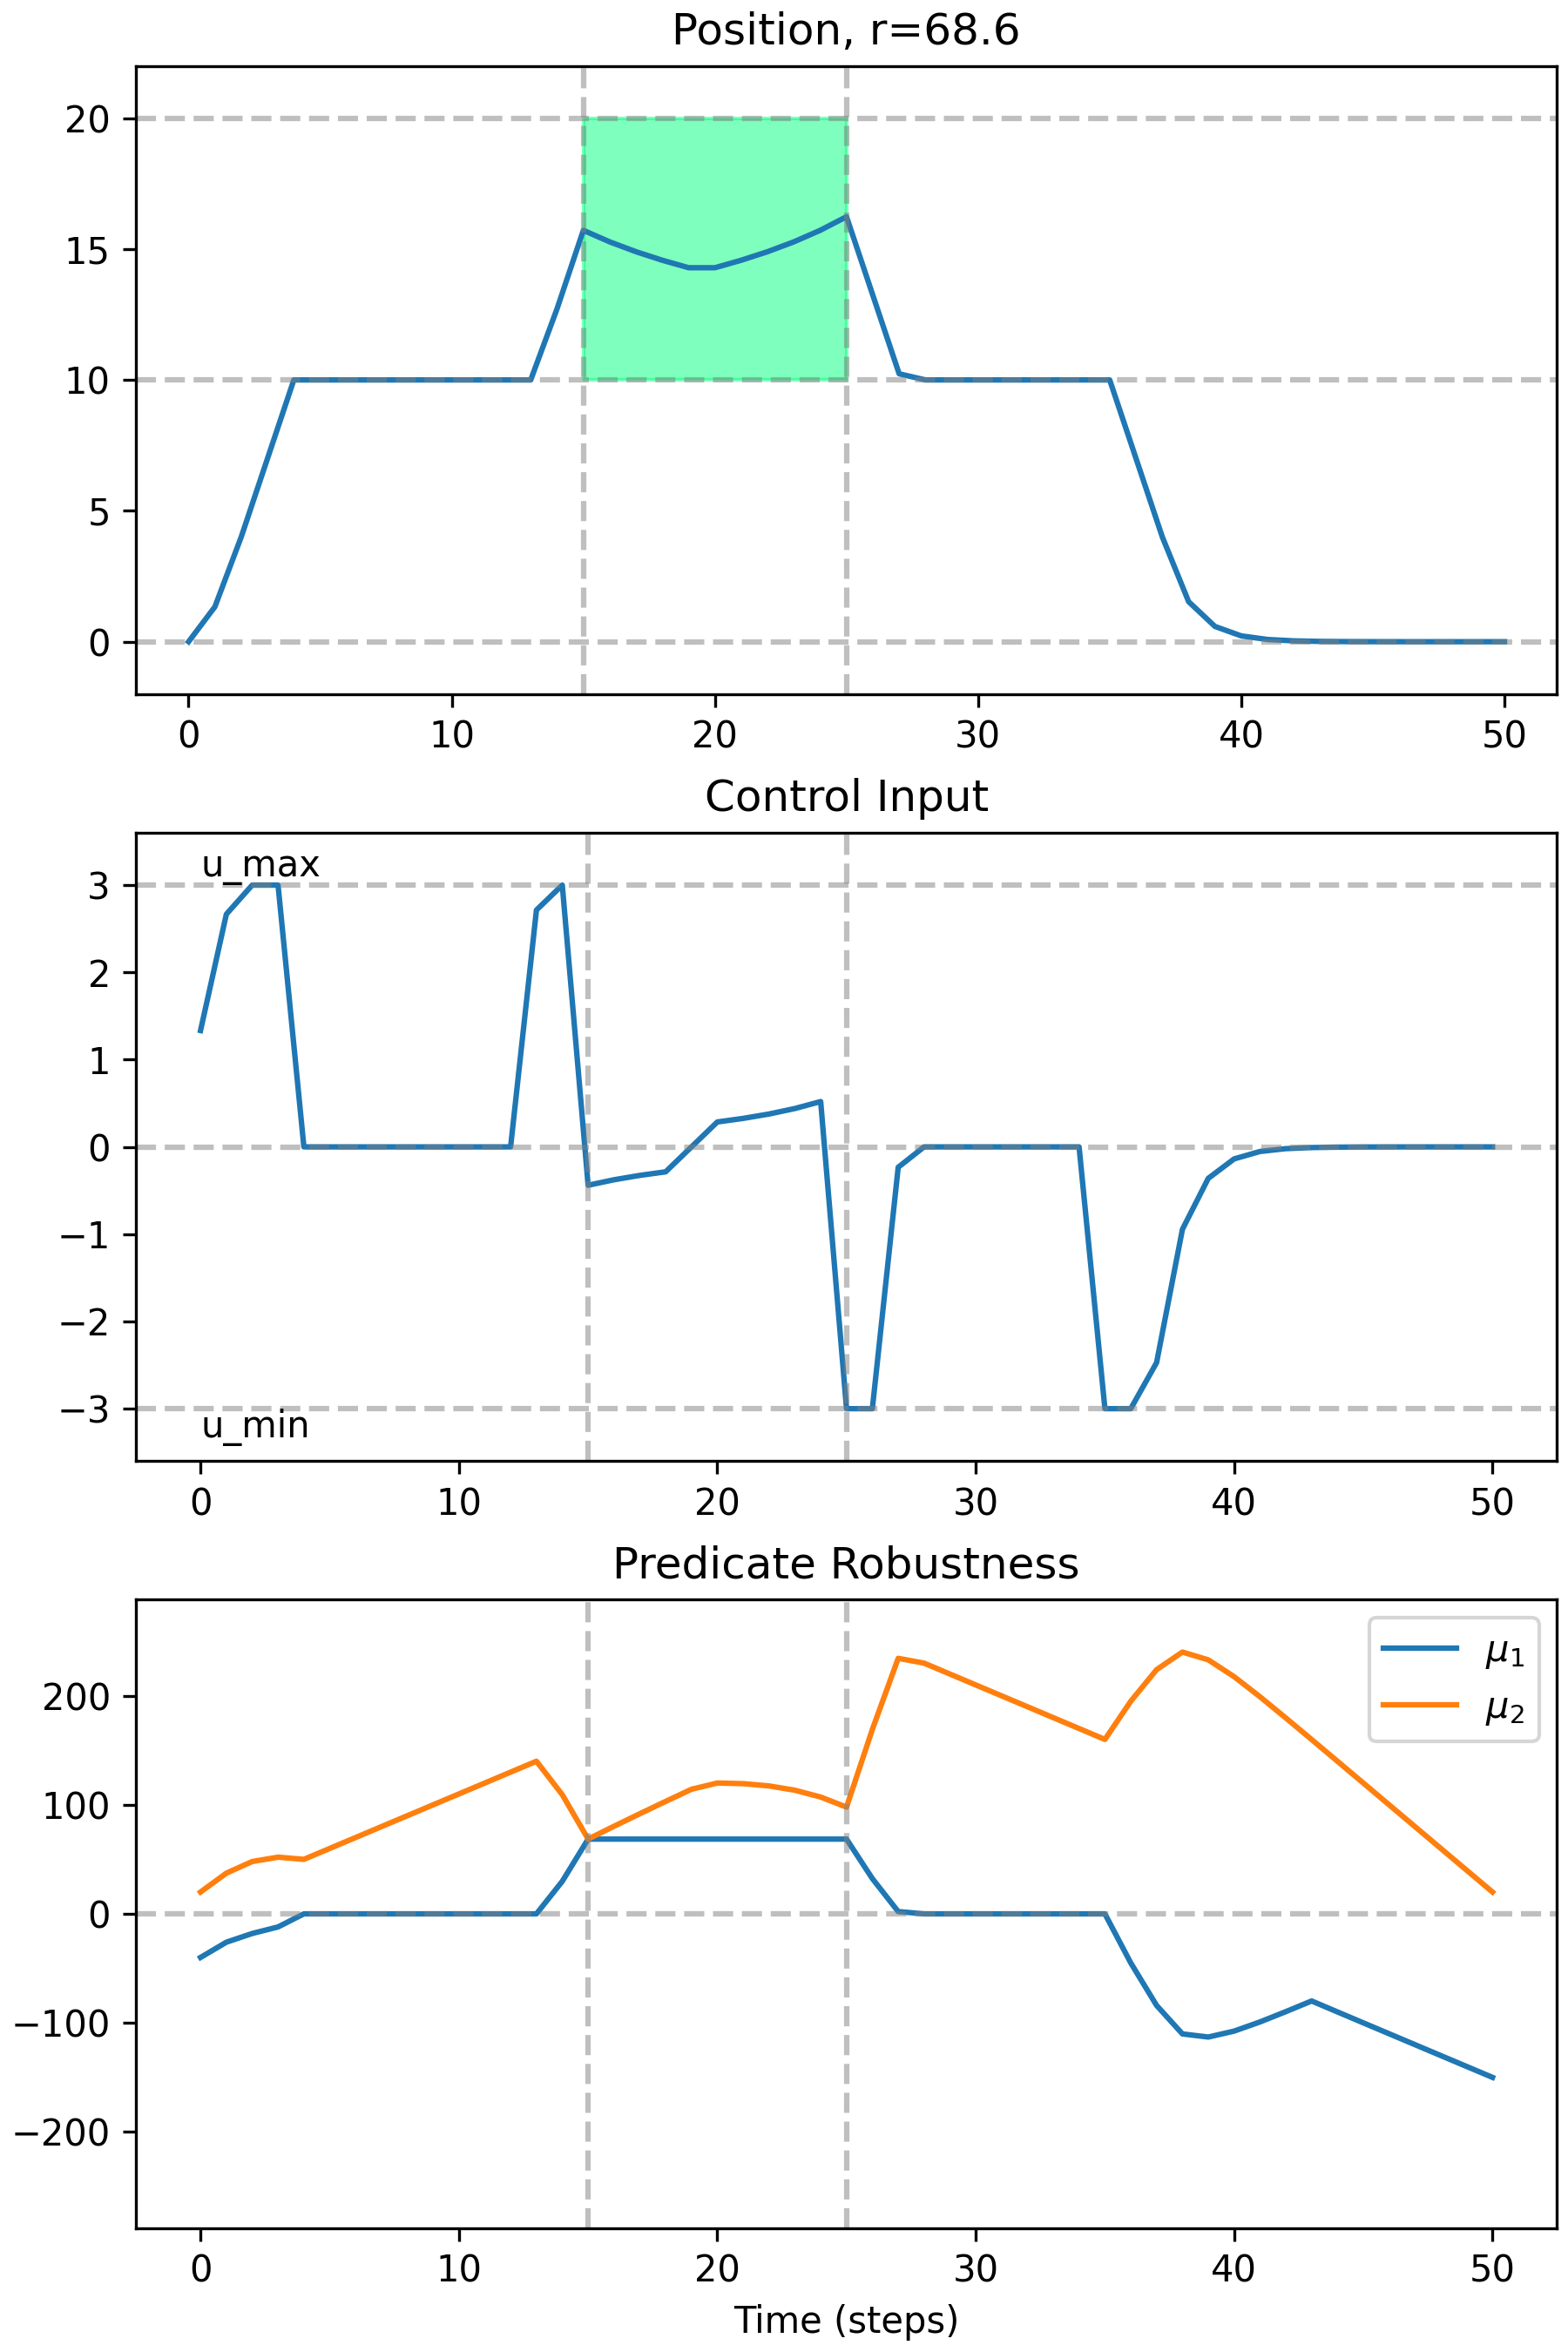 Position, r=68.6
20
15
10
5
0
0 10 20 30 40 50
Control Input
u_max
3
2
1
0
−1
−2
−3
u_min
0 10 20 30 40 50
Predicate Robustness
μ1
μ2
200
100
0
−100
−200
0 10 20 30 40 50
Time (steps)